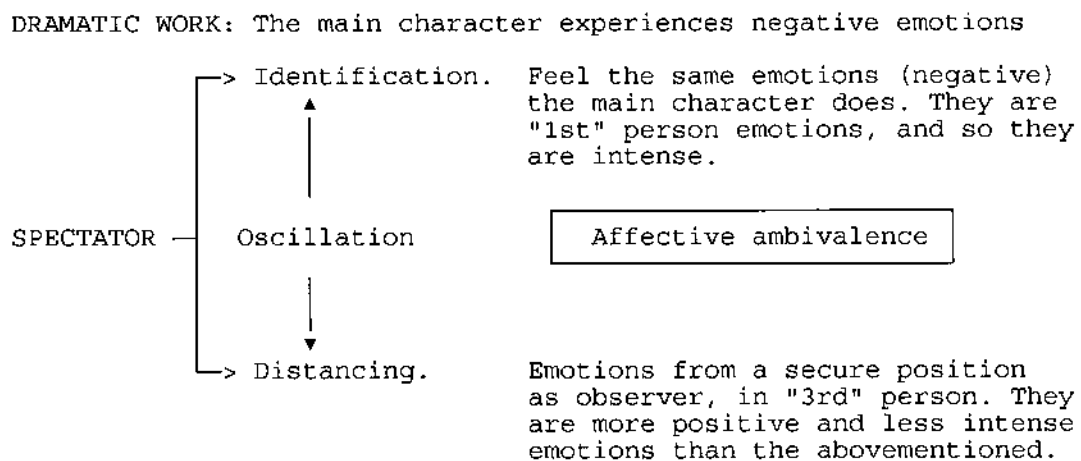 DRAMATIC WORK: The main character experiences negative emotions
> Identification. Feel the same emotions (negative)
the main character does. They are
"1st" person emotions, and so they
are intense.
SPECTATOR Oscillation Affective ambivalence
> Distancing. Emotions from a secure position
as observer, in "3rd" person. They
are more positive and less intense
emotions than the abovementioned.